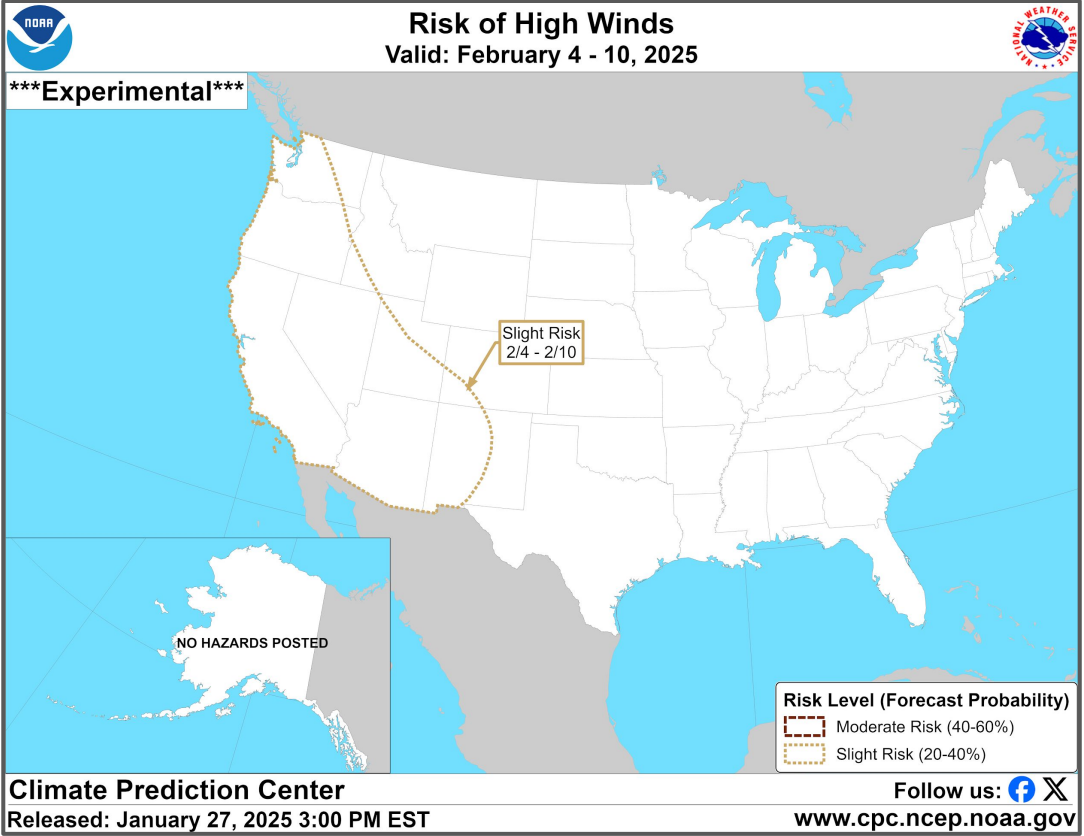 NOAA
Risk of High Winds
Valid: February 4 - 10, 2025
NATIONAL WEATHER SERVICE
***Experimental***
Slight Risk
2/4 - 2/10
NO HAZARDS POSTED
Risk Level (Forecast Probability)
Moderate Risk (40-60%)
Slight Risk (20-40%)
Climate Prediction Center
Follow us:
Released: January 27, 2025 3:00 PM EST
www.cpc.ncep.noaa.gov